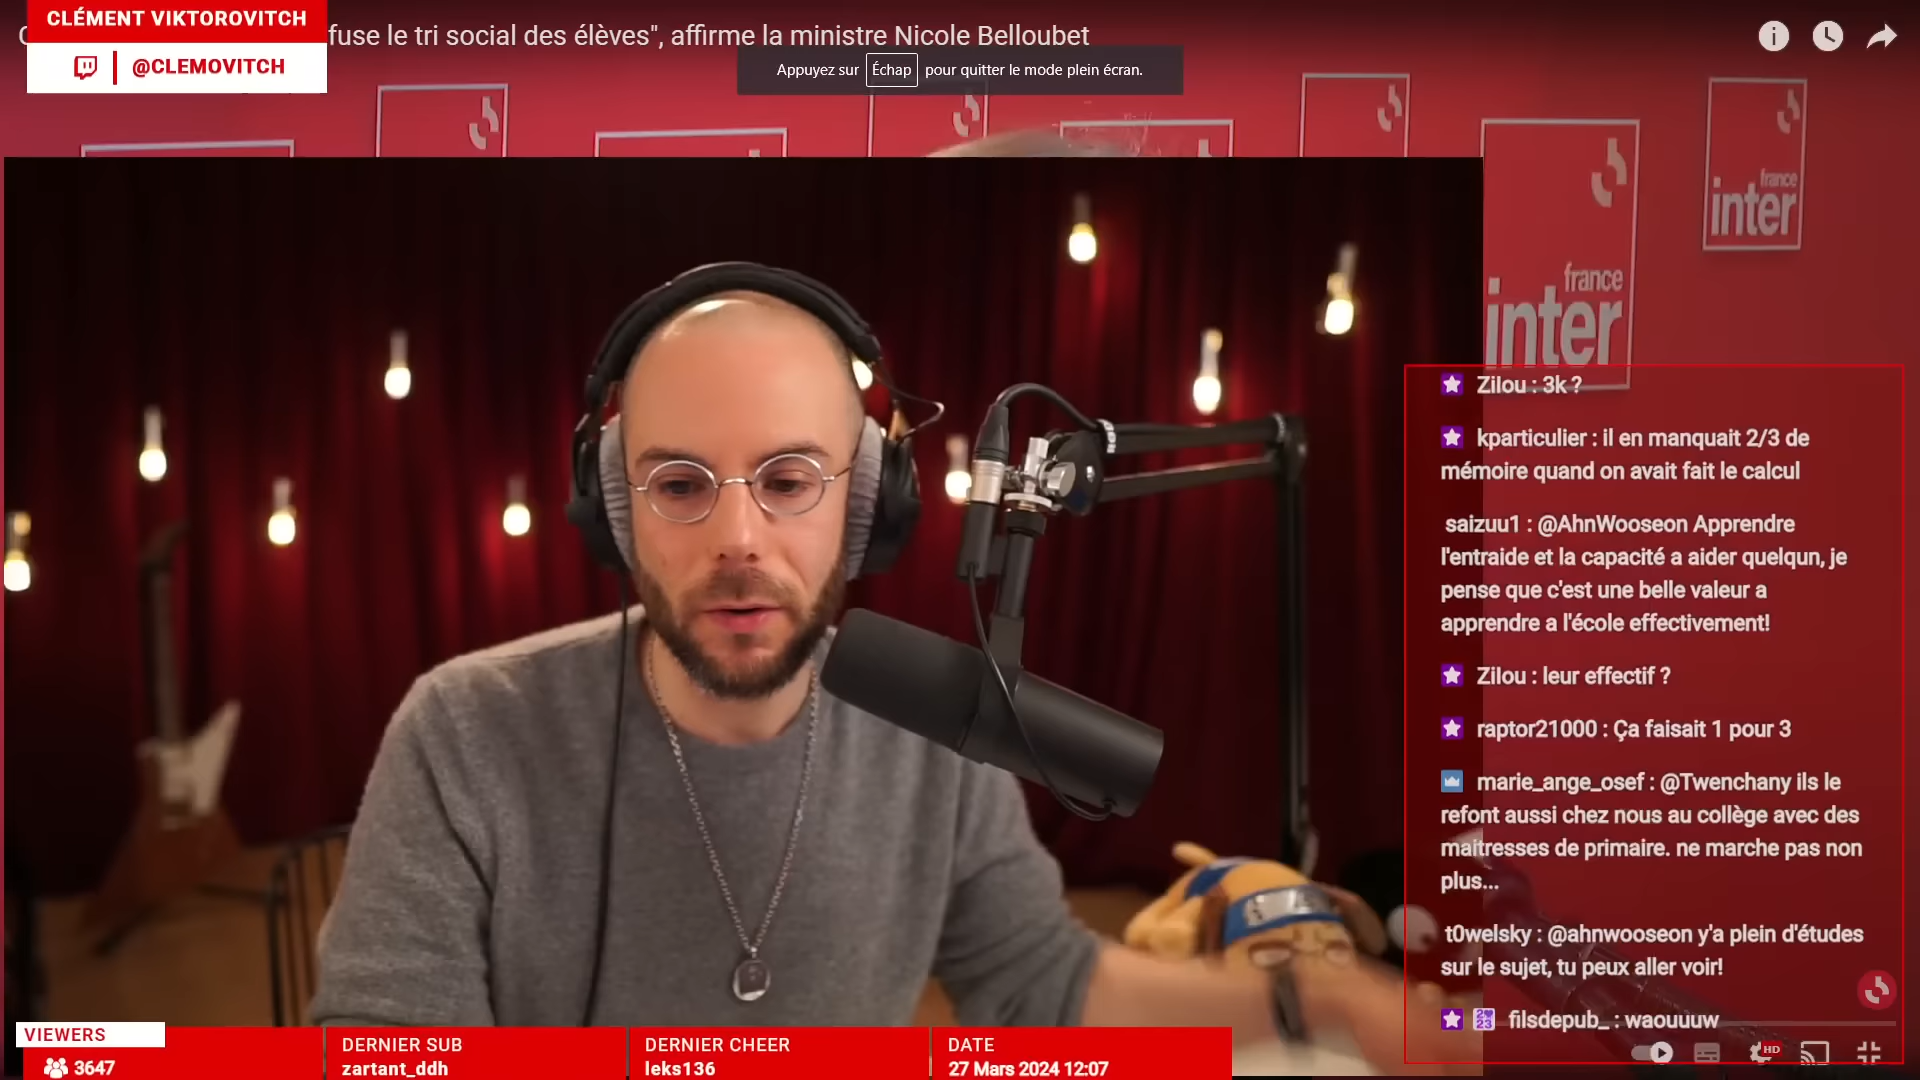 CLÉMENT VIKTOROVITCH
@CLEMOVITCH
fuse le tri social des élèves", affirme la ministre Nicole Belloubet
Appuyez sur Échap pour quitter le mode plein écran.
france
inter
france
inter
Zilou : 3k ?
kparticulier : il en manquait 2/3 de
mémoire quand on avait fait le calcul
saizuu1 : @AhnWooseon Apprendre
l'entraide et la capacité a aider quelqun, je
pense que c'est une belle valeur a
apprendre a l'école effectivement!
Zilou : leur effectif ?
raptor21000 : Ça faisait 1 pour 3
marie_ange_osef : @Twenchany ils le
refont aussi chez nous au collège avec des
maitresses de primaire. ne marche pas non
plus...
t0welsky : @ahnwooseon y'a plein d'études
sur le sujet, tu peux aller voir!
filsdepub_ : waouuuw
HD
VIEWERS
3647
DERNIER SUB
zartant_ddh
DERNIER CHEER
leks136
DATE
27 Mars 2024 12:07